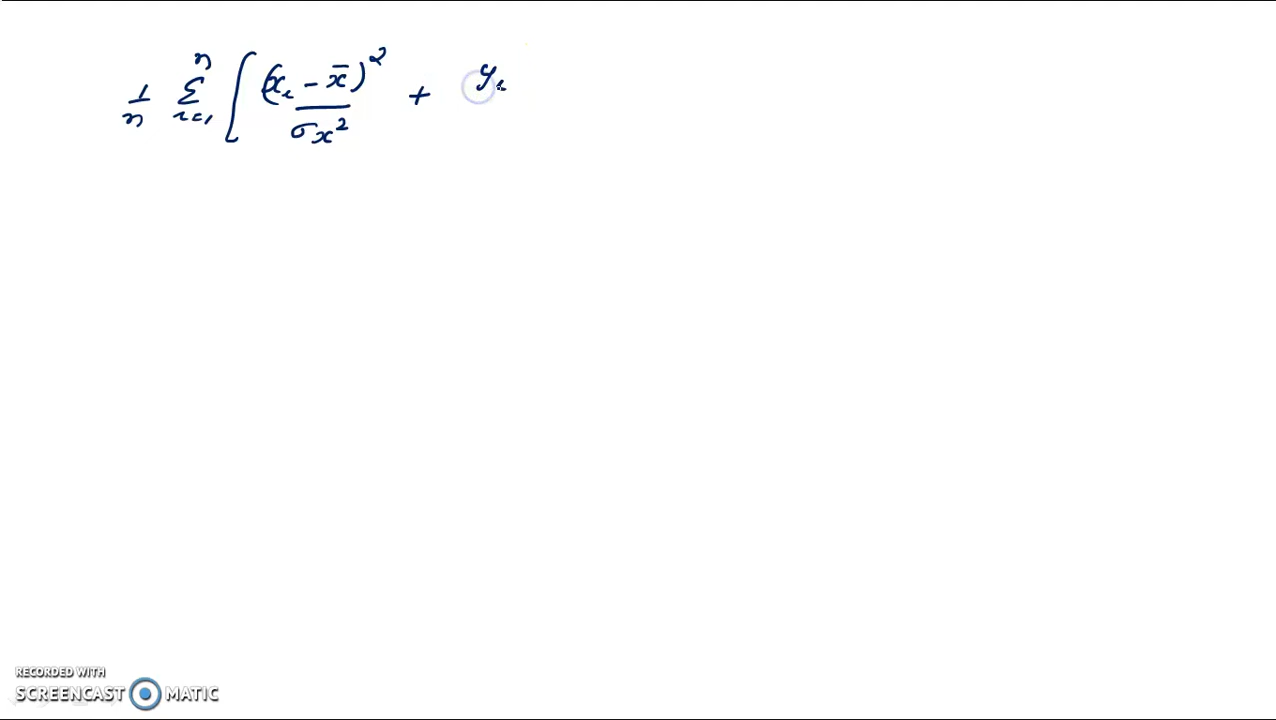 1/n Σ_{i=1}^{n} [ (x_i - x̄)^2 / σx^2 + y_i
RECORDED WITH
SCREENCAST MATIC